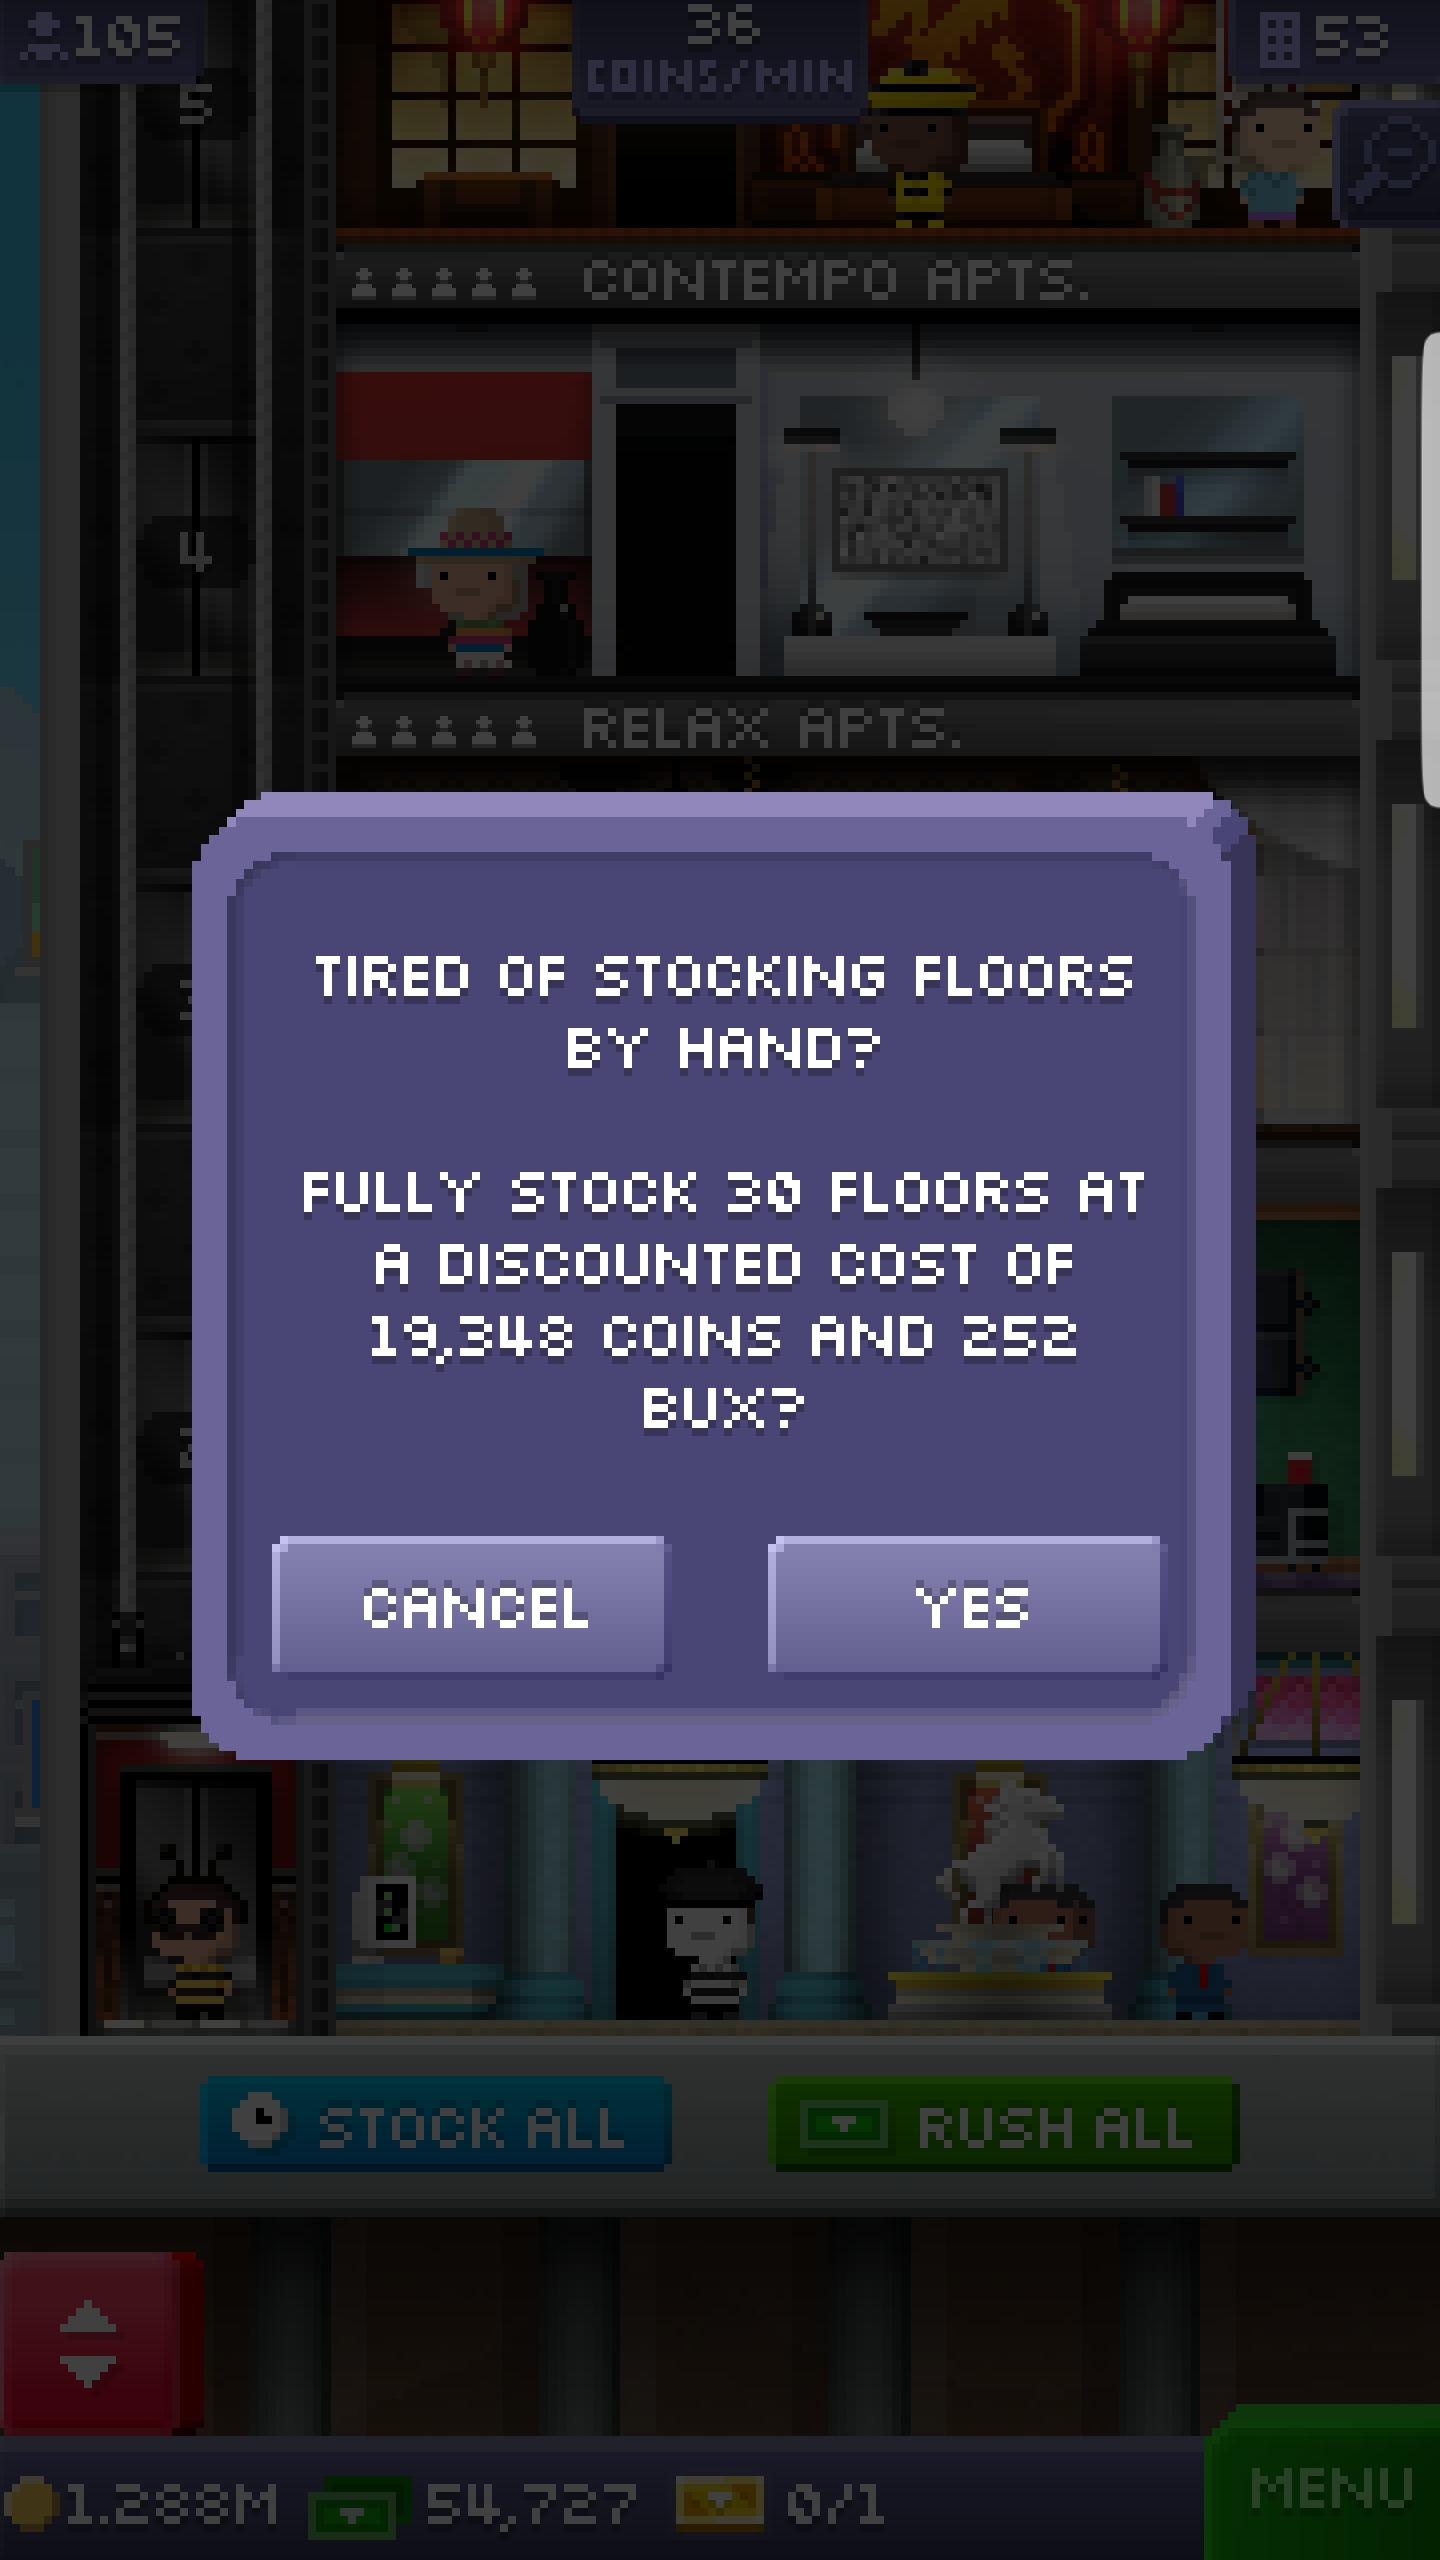 105
36
COINS/MIN
53
5
CONTEMPO APTS.
4
RELAX APTS.
TIRED OF STOCKING FLOORS
BY HAND?
FULLY STOCK 30 FLOORS AT
A DISCOUNTED COST OF
19,348 COINS AND 252
BUX?
CANCEL
YES
STOCK ALL
RUSH ALL
1.288M
54,727
0/1
MENU